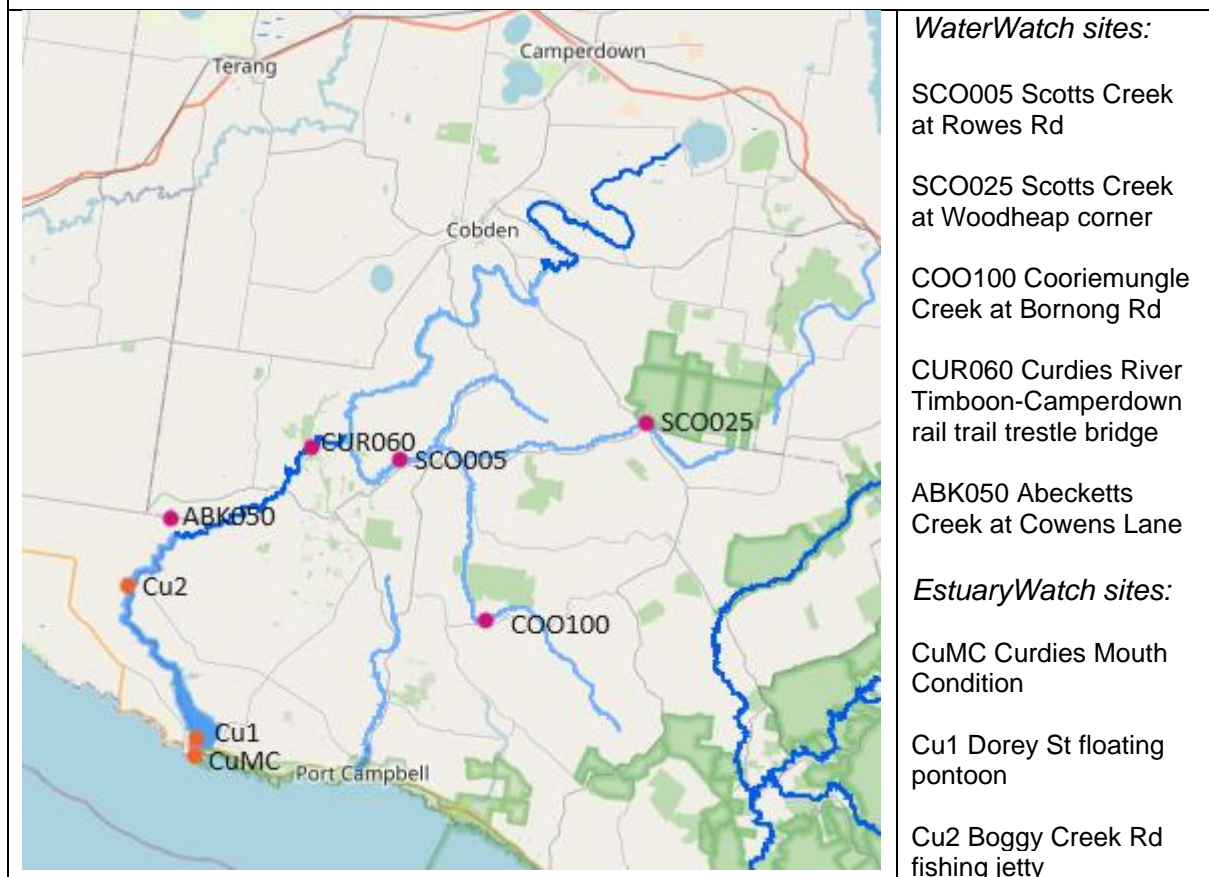 Terang
Camperdown
Cobden
CUR060
SCO005
SCO025
ABK050
Cu2
COO100
Cu1
CuMC
Port Campbell
WaterWatch sites:
SCO005 Scotts Creek
at Rowes Rd
SCO025 Scotts Creek
at Woodheap corner
COO100 Cooriemungle
Creek at Bornong Rd
CUR060 Curdies River
Timboon-Camperdown
rail trail trestle bridge
ABK050 Abecketts
Creek at Cowens Lane
EstuaryWatch sites:
CuMC Curdies Mouth
Condition
Cu1 Dorey St floating
pontoon
Cu2 Boggy Creek Rd
fishing jetty